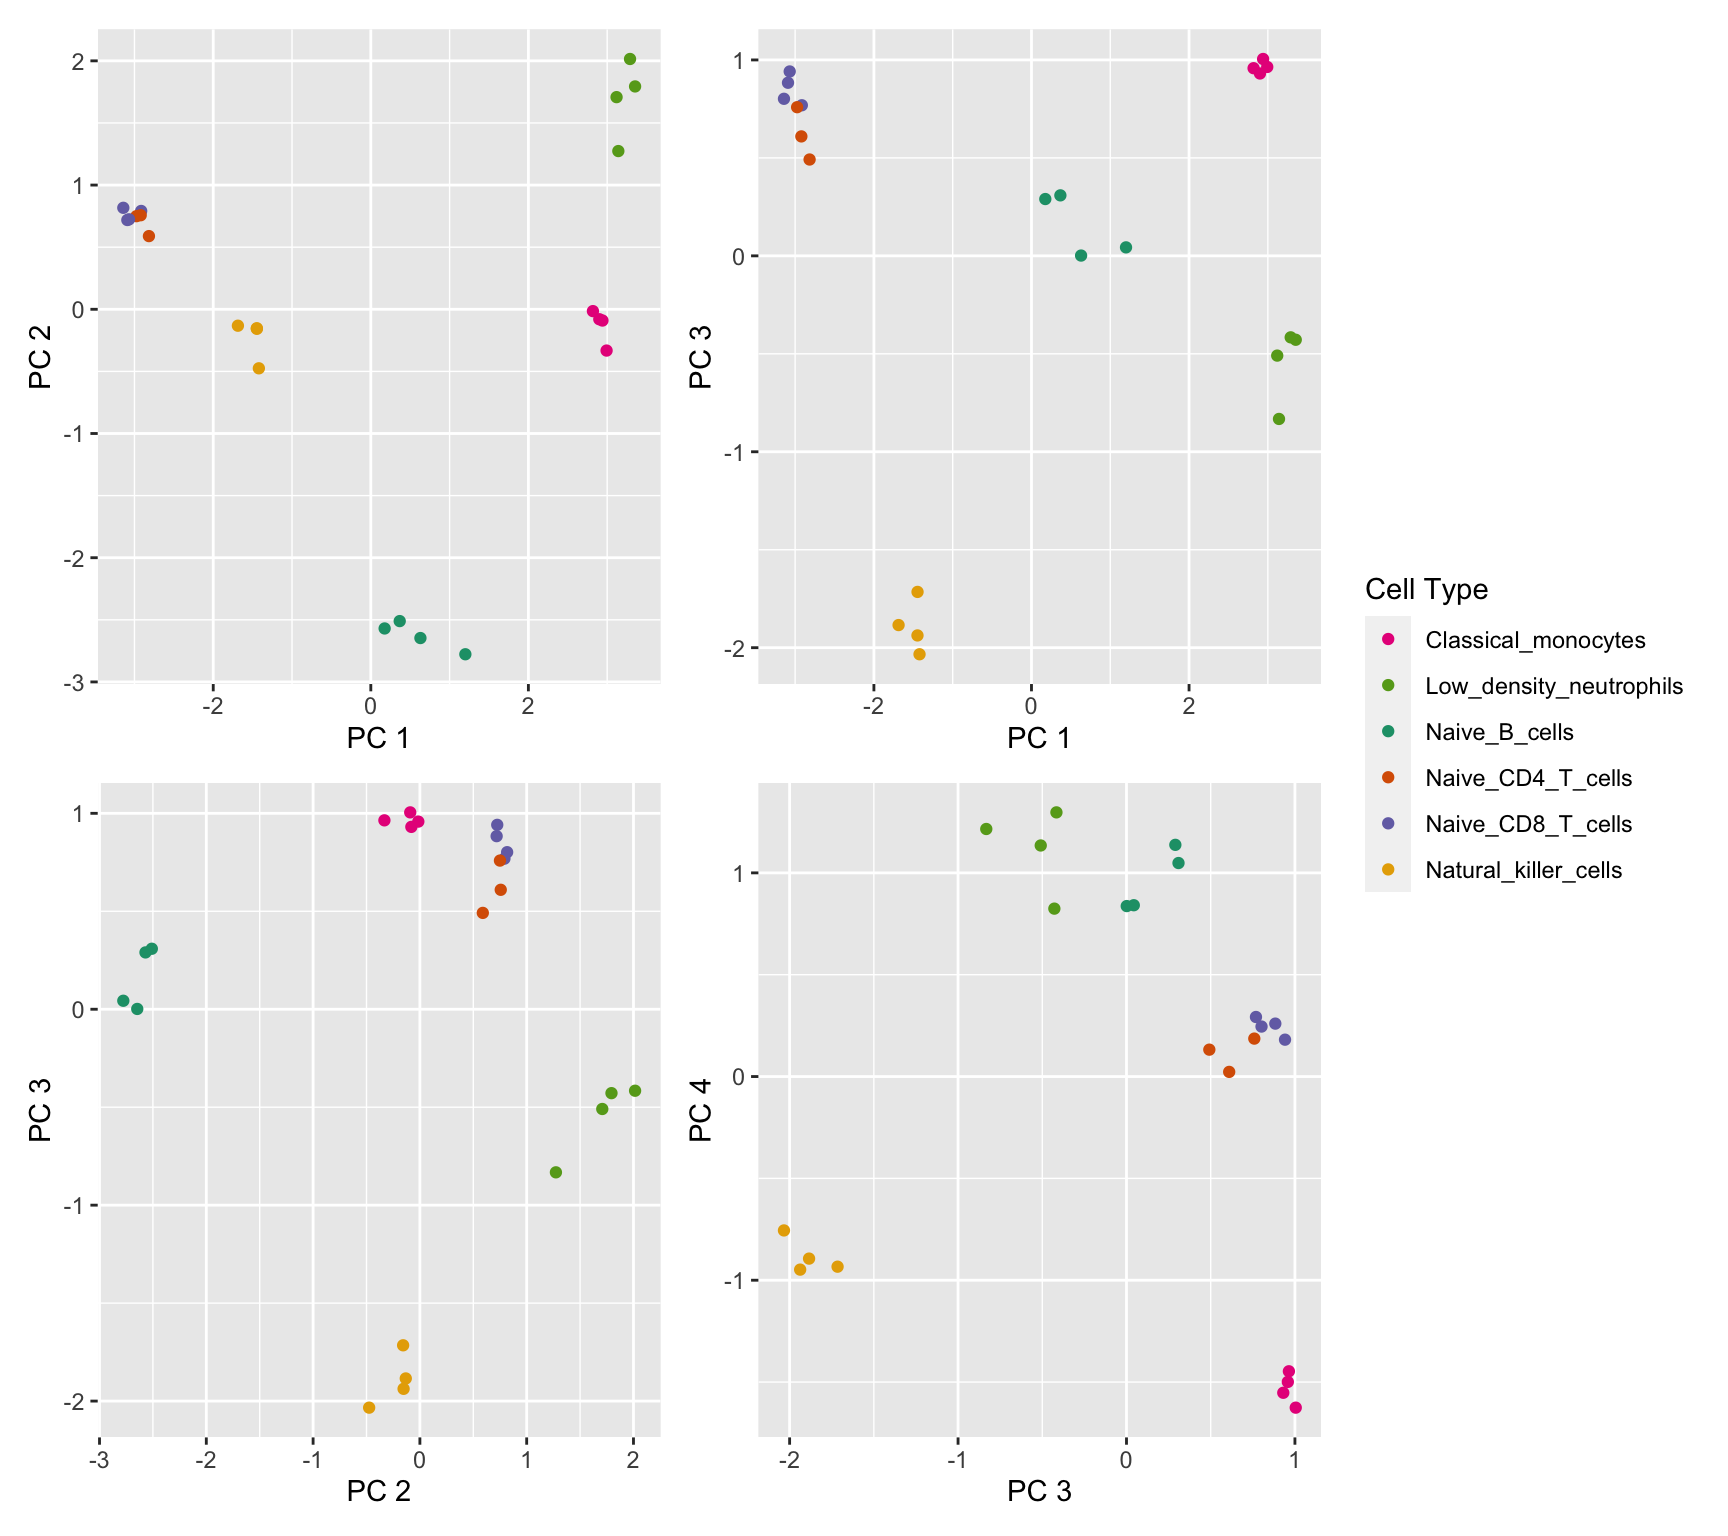 2
1
0
-1
-2
-3
PC 2
-2
0
2
PC 1
1
0
-1
-2
PC 3
-2
0
2
PC 1
1
0
-1
-2
PC 3
-3
-2
-1
0
1
2
PC 2
1
0
-1
PC 4
-2
-1
0
1
PC 3
Cell Type
Classical_monocytes
Low_density_neutrophils
Naive_B_cells
Naive_CD4_T_cells
Naive_CD8_T_cells
Natural_killer_cells